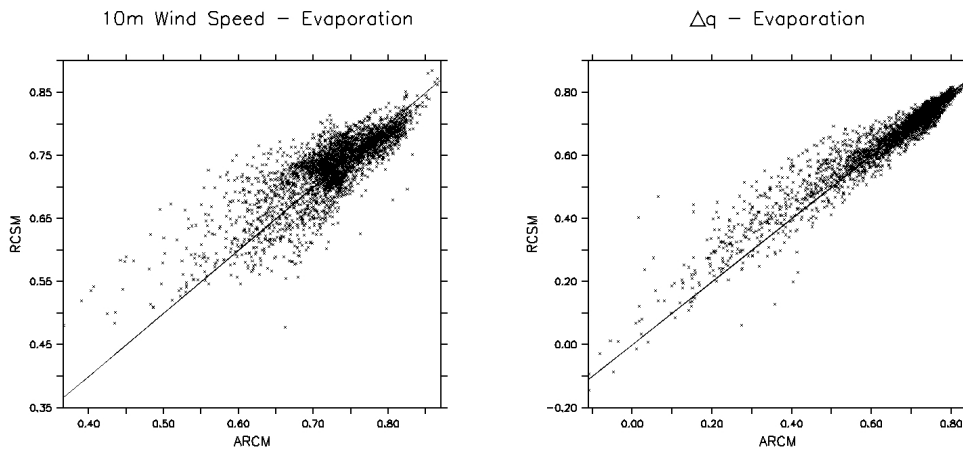 10m Wind Speed – Evaporation
RCSM
0.85
0.75
0.65
0.55
0.45
0.35
0.40 0.50 0.60 0.70 0.80
ARCM
Δq – Evaporation
RCSM
0.80
0.60
0.40
0.20
0.00
-0.20
0.00 0.20 0.40 0.60 0.80
ARCM